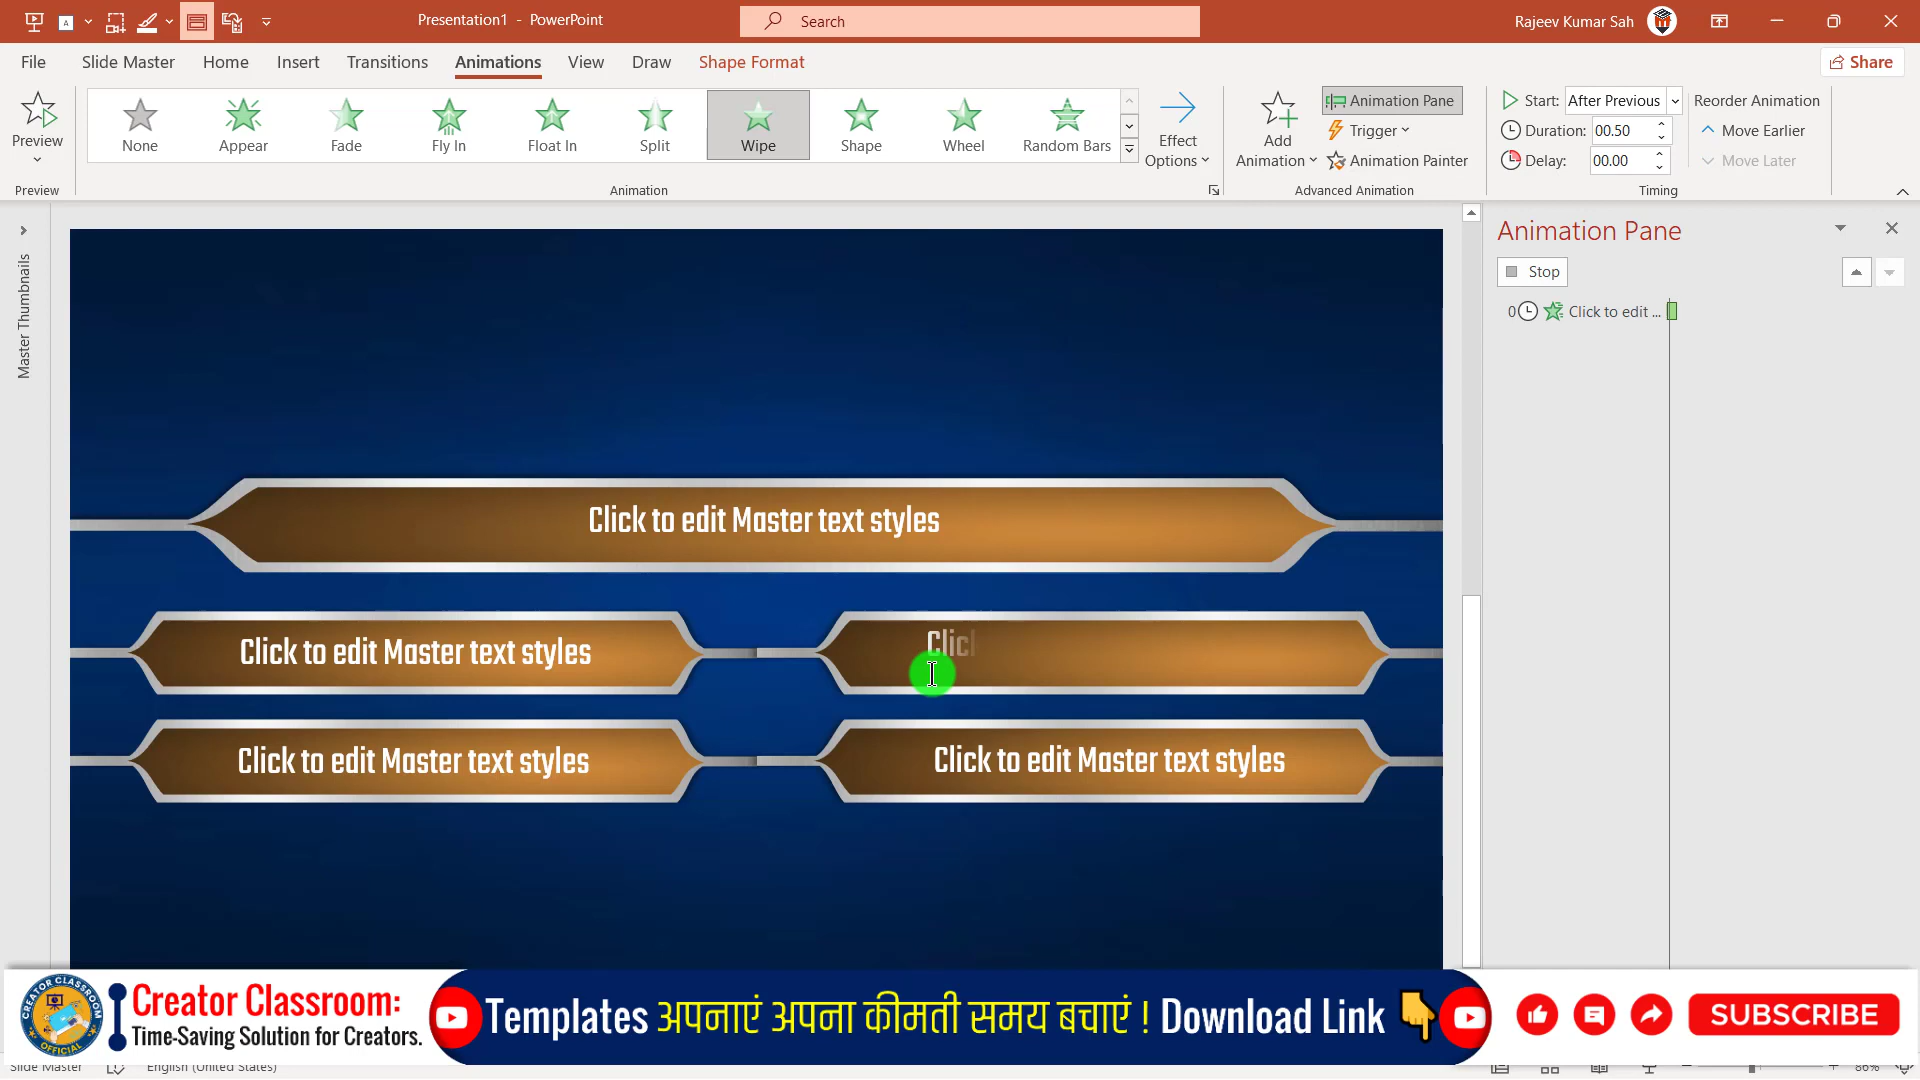 Presentation1 - PowerPoint
Search
Rajeev Kumar Sah
File Slide Master Home Insert Transitions Animations View Draw Shape Format
Share
Preview
None
Appear
Fade
Fly In
Float In
Split
Wipe
Shape
Wheel
Random Bars
Effect Options
Add Animation
Animation Pane
Trigger
Animation Painter
Start: After Previous
Duration: 00.50
Delay: 00.00
Reorder Animation
Move Earlier
Move Later
Preview
Animation
Advanced Animation
Timing
Master Thumbnails
Animation Pane
Stop
0 Click to edit ...
Click to edit Master text styles
Click to edit Master text styles
Click
Click to edit Master text styles
Click to edit Master text styles
CREATOR CLASSROOM
OFFICIAL
Creator Classroom:
Time-Saving Solution for Creators.
Templates अपनाएं अपना कीमती समय बचाएं ! Download Link
SUBSCRIBE
Slide Master
English (United States)
86%